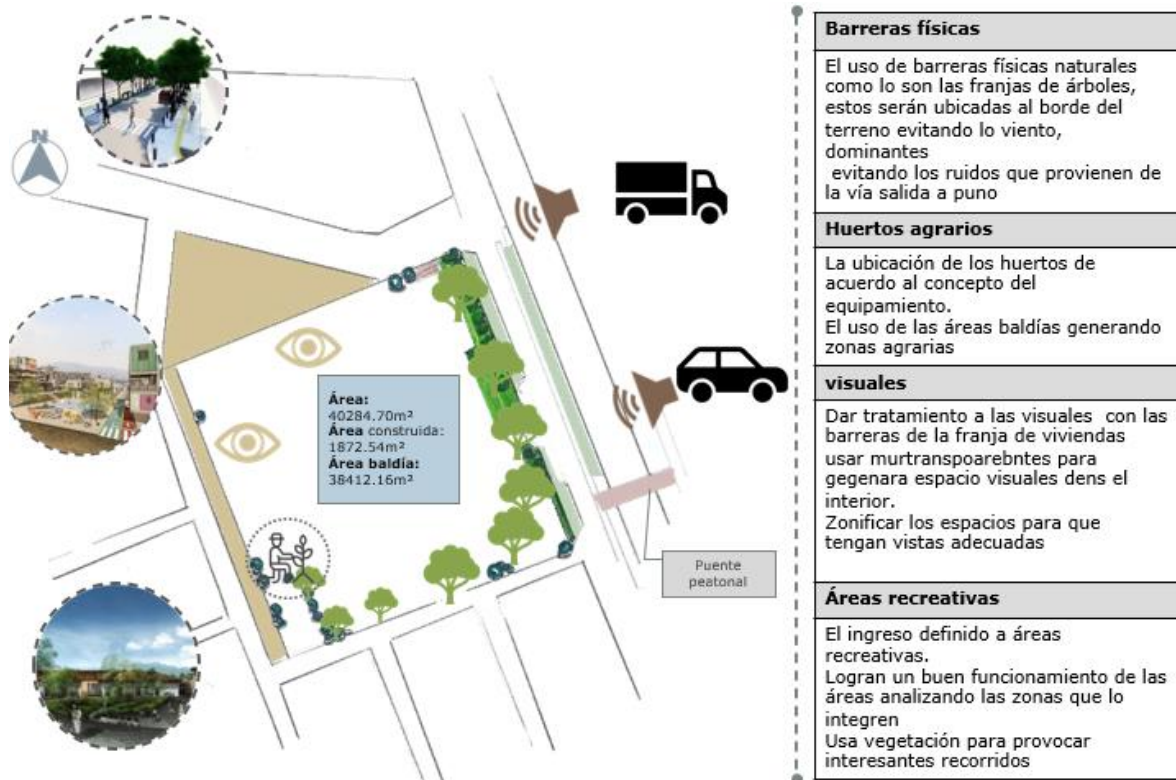 N
Área:
40284.70m²
Área construida:
1872.54m²
Área baldía:
38412.16m²
Puente
peatonal
Barreras físicas
El uso de barreras físicas naturales
como lo son las franjas de árboles,
estos serán ubicadas al borde del
terreno evitando lo viento,
dominantes
evitando los ruidos que provienen de
la vía salida a puno
Huertos agrarios
La ubicación de los huertos de
acuerdo al concepto del
equipamiento.
El uso de las áreas baldías generando
zonas agrarias
visuales
Dar tratamiento a las visuales con las
barreras de la franja de viviendas
usar murtranspoarebntes para
gegenara espacio visuales dens el
interior.
Zonificar los espacios para que
tengan vistas adecuadas
Áreas recreativas
El ingreso definido a áreas
recreativas.
Logran un buen funcionamiento de las
áreas analizando las zonas que lo
integren
Usa vegetación para provocar
interesantes recorridos